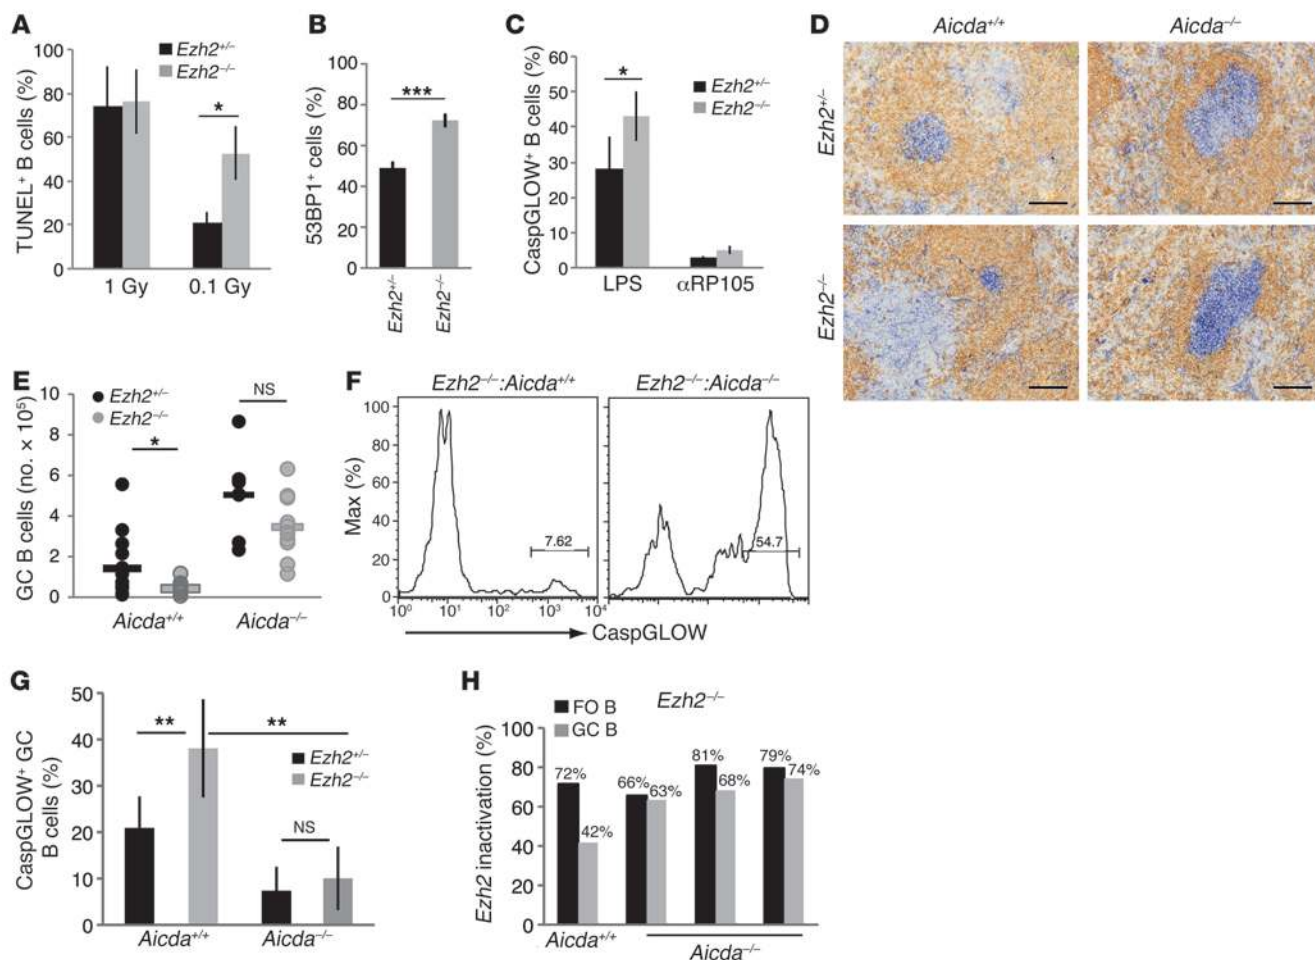 A
Ezh2+/–
Ezh2–/–
TUNEL+ B cells (%)
100
80
60
40
20
0
*
1 Gy
0.1 Gy
B
53BP1+ cells (%)
100
80
60
40
20
0
***
Ezh2+/–
Ezh2–/–
C
CaspGLOW+ B cells (%)
60
50
40
30
20
10
0
*
Ezh2+/–
Ezh2–/–
LPS
αRP105
D
Aicda+/+
Aicda–/–
Ezh2+/–
Ezh2–/–
E
GC B cells (no. × 10⁵)
10
8
6
4
2
0
Ezh2+/–
Ezh2–/–
*
NS
Aicda+/+
Aicda–/–
F
Ezh2–/–:Aicda+/+
Ezh2–/–:Aicda–/–
Max (%)
100
80
60
40
20
0
7.62
54.7
10⁰
10¹
10²
10³
10⁴
CaspGLOW
G
CaspGLOW+ GC
B cells (%)
50
40
30
20
10
0
**
**
NS
Ezh2+/–
Ezh2–/–
Aicda+/+
Aicda–/–
H
Ezh2–/–
FO B
GC B
Ezh2 inactivation (%)
100
80
60
40
80
0
72%
42%
66%
63%
81%
68%
79%
74%
Aicda+/+
Aicda–/–